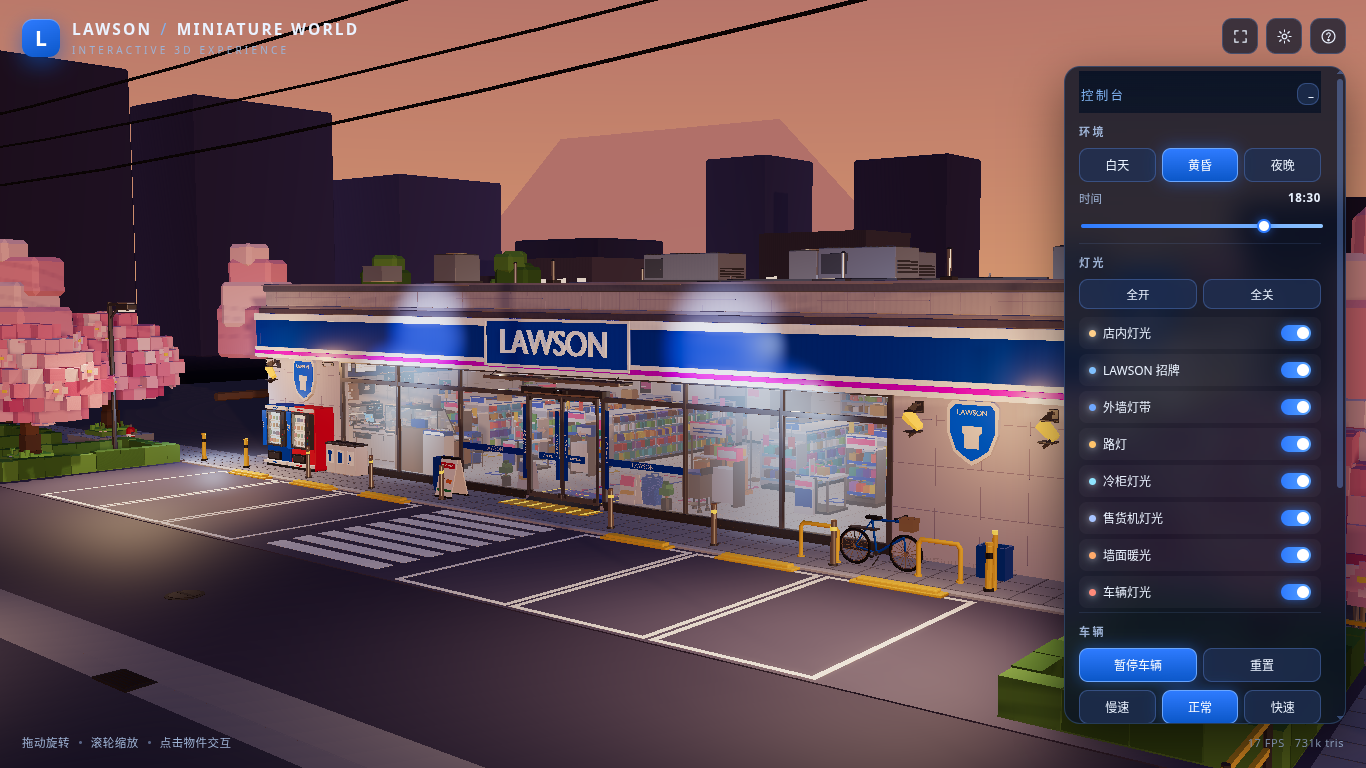 L
LAWSON / MINIATURE WORLD
INTERACTIVE 3D EXPERIENCE
控制台
环境
白天
黄昏
夜晚
时间
18:30
灯光
全开
全关
店内灯光
LAWSON 招牌
外墙灯带
路灯
冷柜灯光
售货机灯光
墙面暖光
车辆灯光
车辆
暂停车辆
重置
慢速
正常
快速
LAWSON
LAWSON
拖动旋转 • 滚轮缩放 • 点击物件交互
17 FPS 731k tris